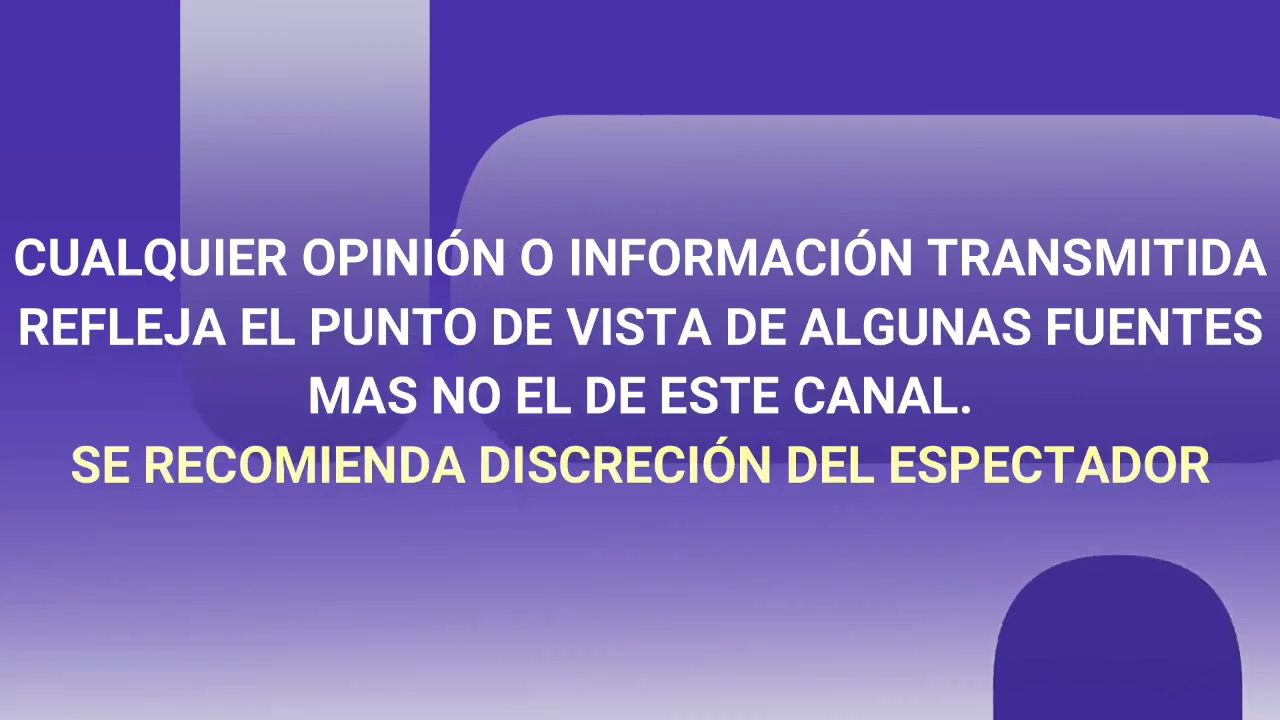 CUALQUIER OPINIÓN O INFORMACIÓN TRANSMITIDA
REFLEJA EL PUNTO DE VISTA DE ALGUNAS FUENTES
MAS NO EL DE ESTE CANAL.
SE RECOMIENDA DISCRECIÓN DEL ESPECTADOR